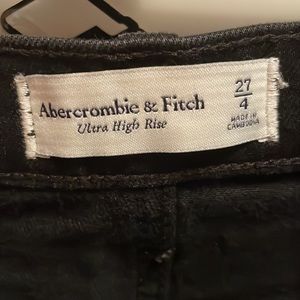 Abercrombie & Fitch
Ultra High Rise
27
4
MADE IN
CAMBODIA